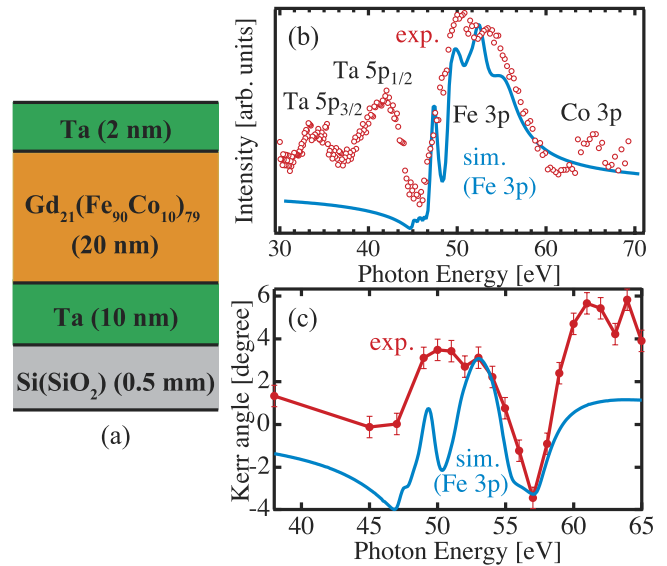 Ta (2 nm)
Gd21(Fe90Co10)79
(20 nm)
Ta (10 nm)
Si(SiO2) (0.5 mm)
(a)
(b)
exp.
Ta 5p1/2
Ta 5p3/2
Fe 3p
Co 3p
sim.
(Fe 3p)
Intensity [arb. units]
30 40 50 60 70
Photon Energy [eV]
(c)
exp.
sim.
(Fe 3p)
Kerr angle [degree]
6
4
2
0
-2
-4
40 45 50 55 60 65
Photon Energy [eV]